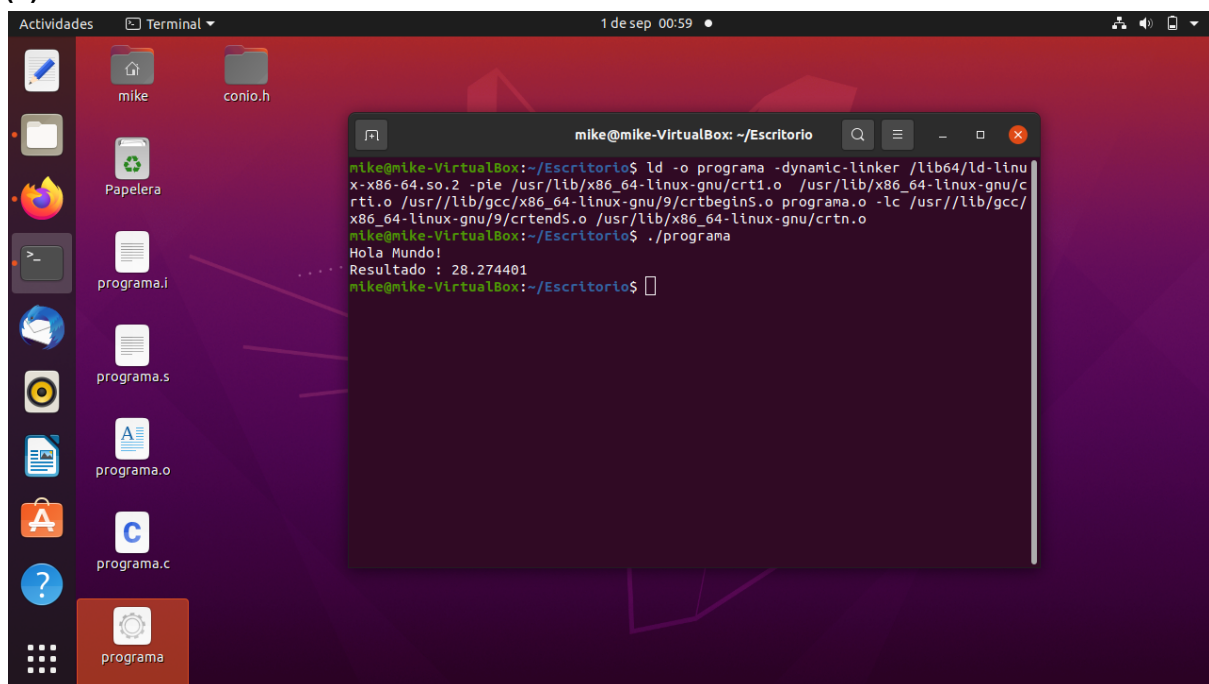 Actividades
Terminal
1 de sep 00:59
mike
conio.h
Papelera
programa.i
programa.s
programa.o
programa.c
programa
mike@mike-VirtualBox: ~/Escritorio
mike@mike-VirtualBox:~/Escritorio$ ld -o programa -dynamic-linker /lib64/ld-linu
x-x86-64.so.2 -pie /usr/lib/x86_64-linux-gnu/crt1.o  /usr/lib/x86_64-linux-gnu/c
rti.o /usr//lib/gcc/x86_64-linux-gnu/9/crtbeginS.o programa.o -lc /usr//lib/gcc/
x86_64-linux-gnu/9/crtendS.o /usr/lib/x86_64-linux-gnu/crtn.o
mike@mike-VirtualBox:~/Escritorio$ ./programa
Hola Mundo!
Resultado : 28.274401
mike@mike-VirtualBox:~/Escritorio$